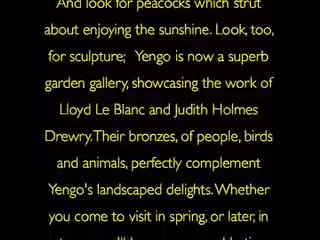 And look for peacocks which strut
about enjoying the sunshine. Look, too,
for sculpture;  Yengo is now a superb
garden gallery, showcasing the work of
Lloyd Le Blanc and Judith Holmes
Drewry. Their bronzes, of people, birds
and animals, perfectly complement
Yengo's landscaped delights. Whether
you come to visit in spring, or later, in